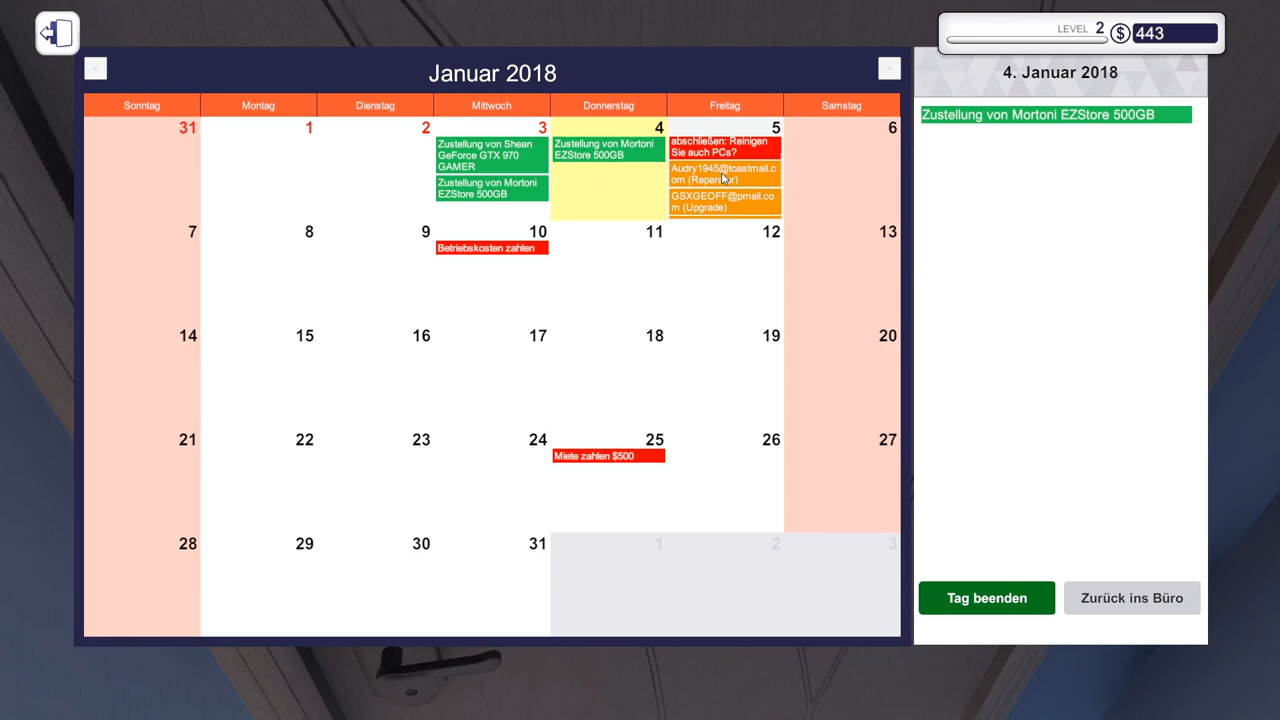 LEVEL 2
$ 443
Januar 2018
4. Januar 2018
Sonntag Montag Dienstag Mittwoch Donnerstag Freitag Samstag
31 1 2 3 4 5 6
Zustellung von Shean
GeForce GTX 970
GAMER
Zustellung von Mortoni
EZStore 500GB
Zustellung von Mortoni
EZStore 500GB
abschließen: Reinigen
Sie auch PCs?
Audry1945@toastmail.c
om (Reparatur)
GSXGEOFF@pmail.co
m (Upgrade)
7 8 9 10 11 12 13
Betriebskosten zahlen
14 15 16 17 18 19 20
21 22 23 24 25 26 27
Miete zahlen $500
28 29 30 31 1 2 3
Zustellung von Mortoni EZStore 500GB
Tag beenden
Zurück ins Büro